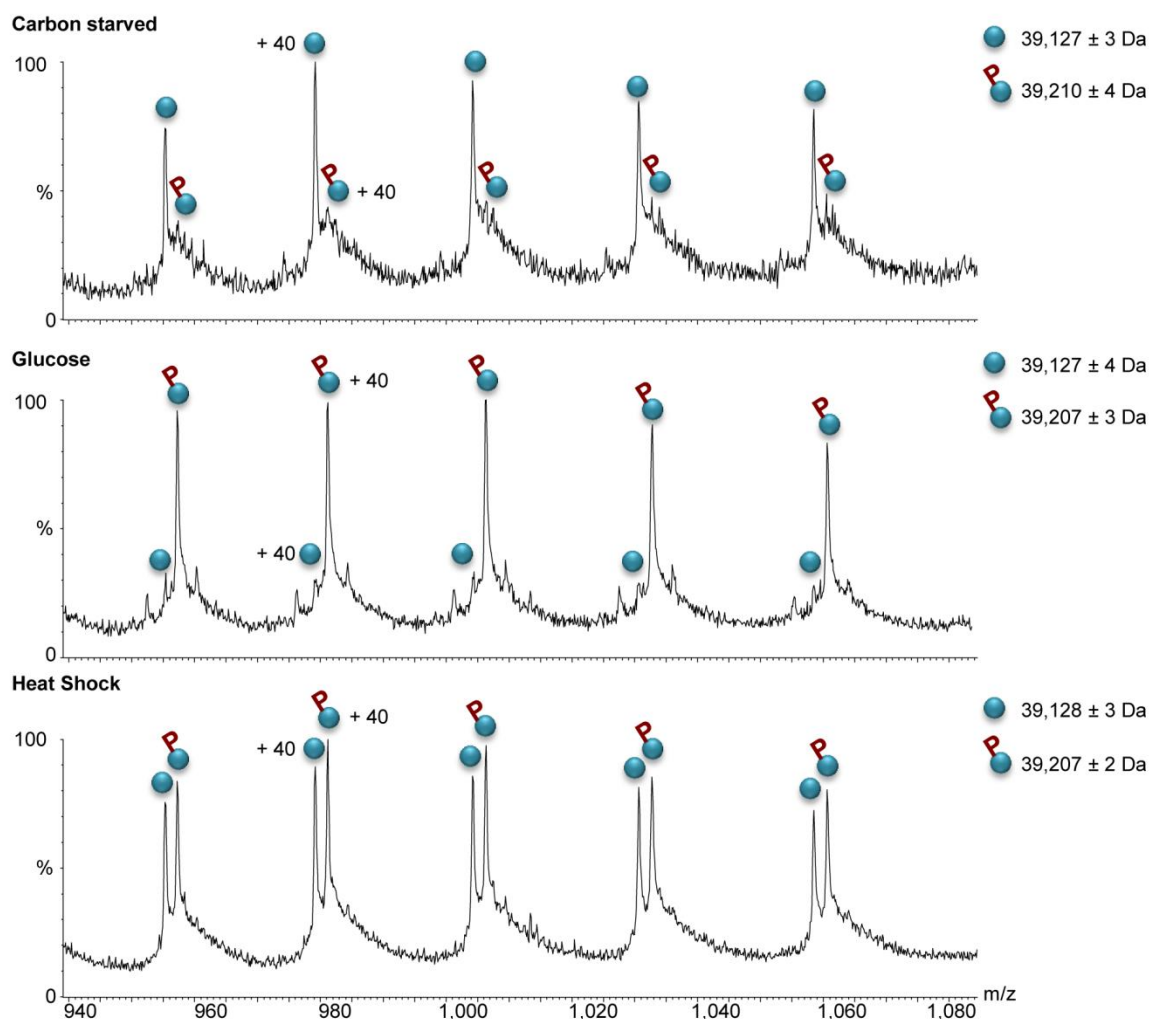 Carbon starved
+ 40
39,127 ± 3 Da
100
P
39,210 ± 4 Da
P P + 40 P P P
%
0
Glucose
39,127 ± 4 Da
P P + 40 P P P
100
P
39,207 ± 3 Da
%
+ 40
0
Heat Shock
39,128 ± 3 Da
P P + 40 P P P
100
+ 40
P
39,207 ± 2 Da
%
0
m/z
940 960 980 1,000 1,020 1,040 1,060 1,080